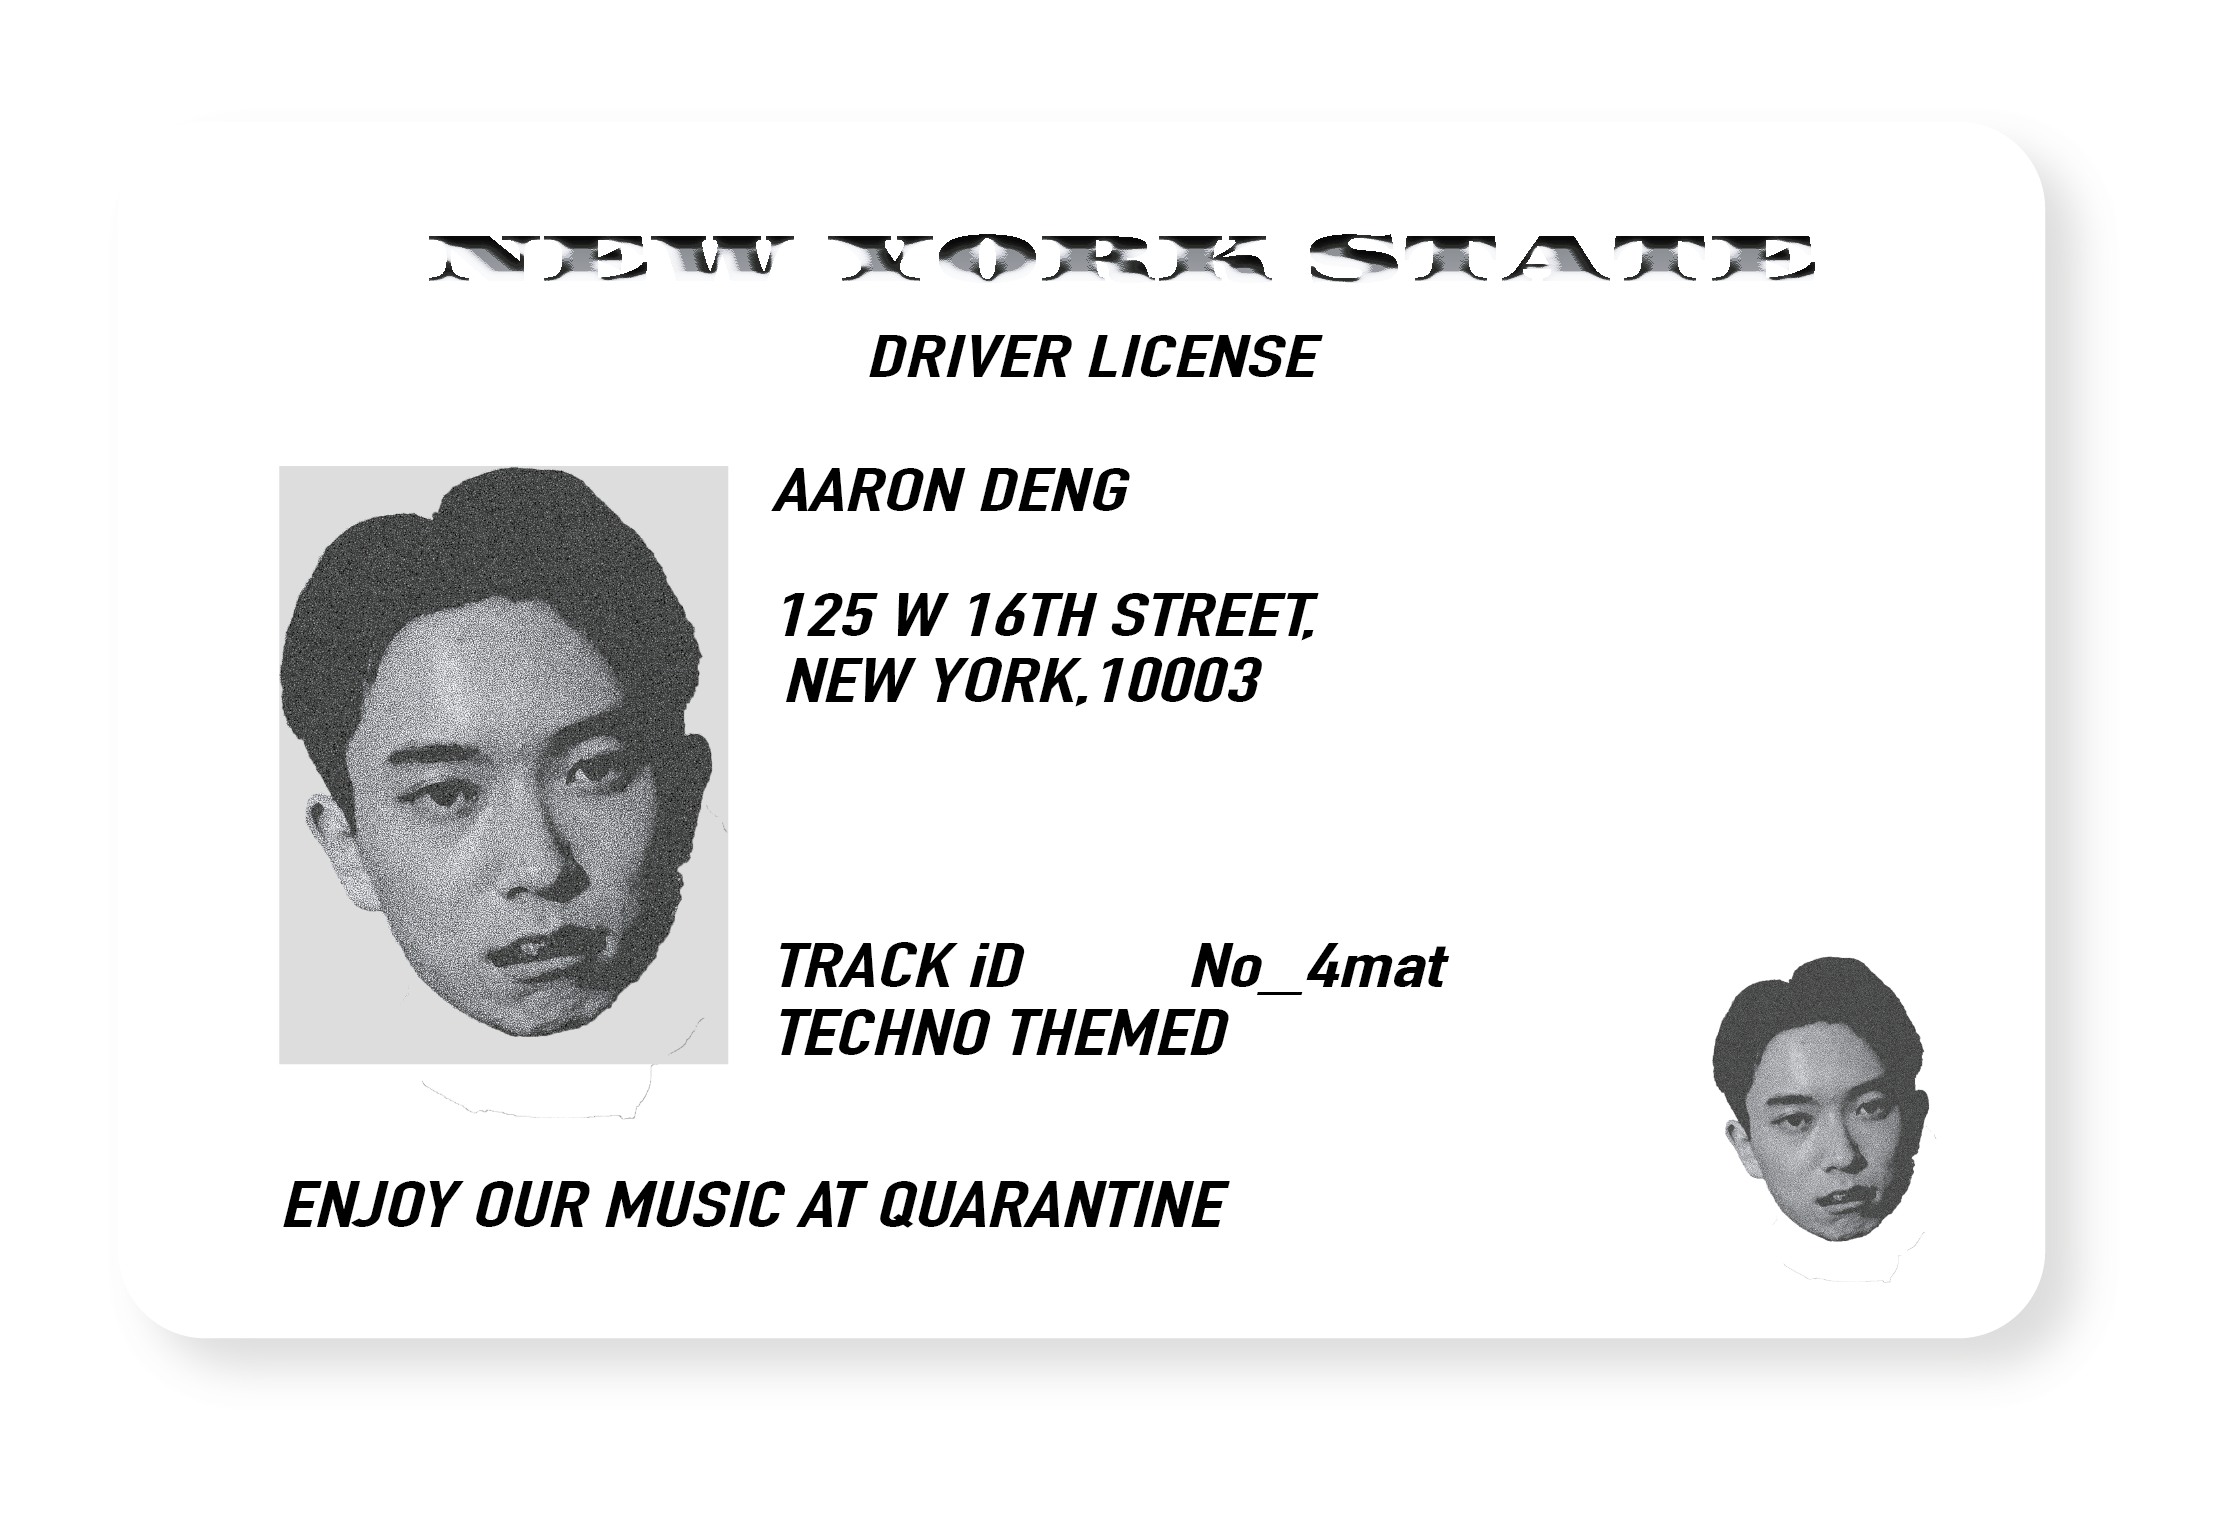 NEW YORK STATE
DRIVER LICENSE
AARON DENG
125 W 16TH STREET,
NEW YORK,10003
TRACK iD No_4mat
TECHNO THEMED
ENJOY OUR MUSIC AT QUARANTINE